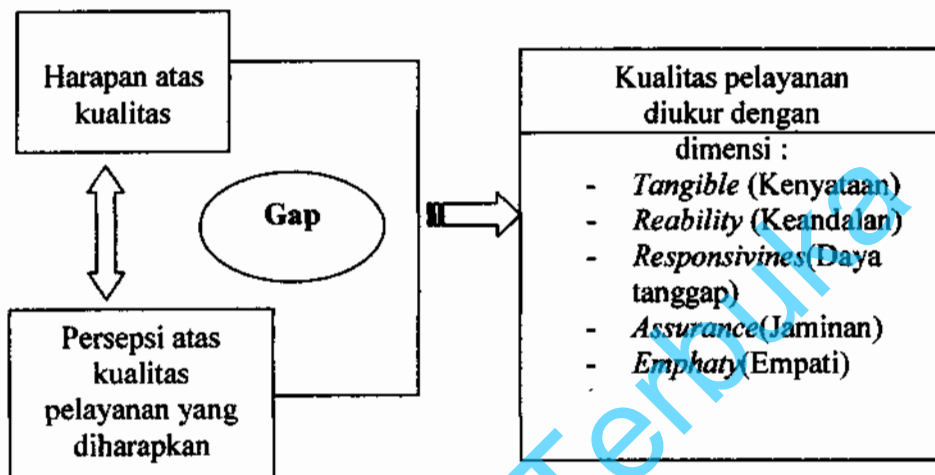 Harapan atas
kualitas
Gap
Persepsi atas
kualitas
pelayanan yang
diharapkan
Kualitas pelayanan
diukur dengan
dimensi :
- Tangible (Kenyataan)
- Reability (Keandalan)
- Responsivines(Daya
tanggap)
- Assurance(Jaminan)
- Emphaty(Empati)
Terbuka